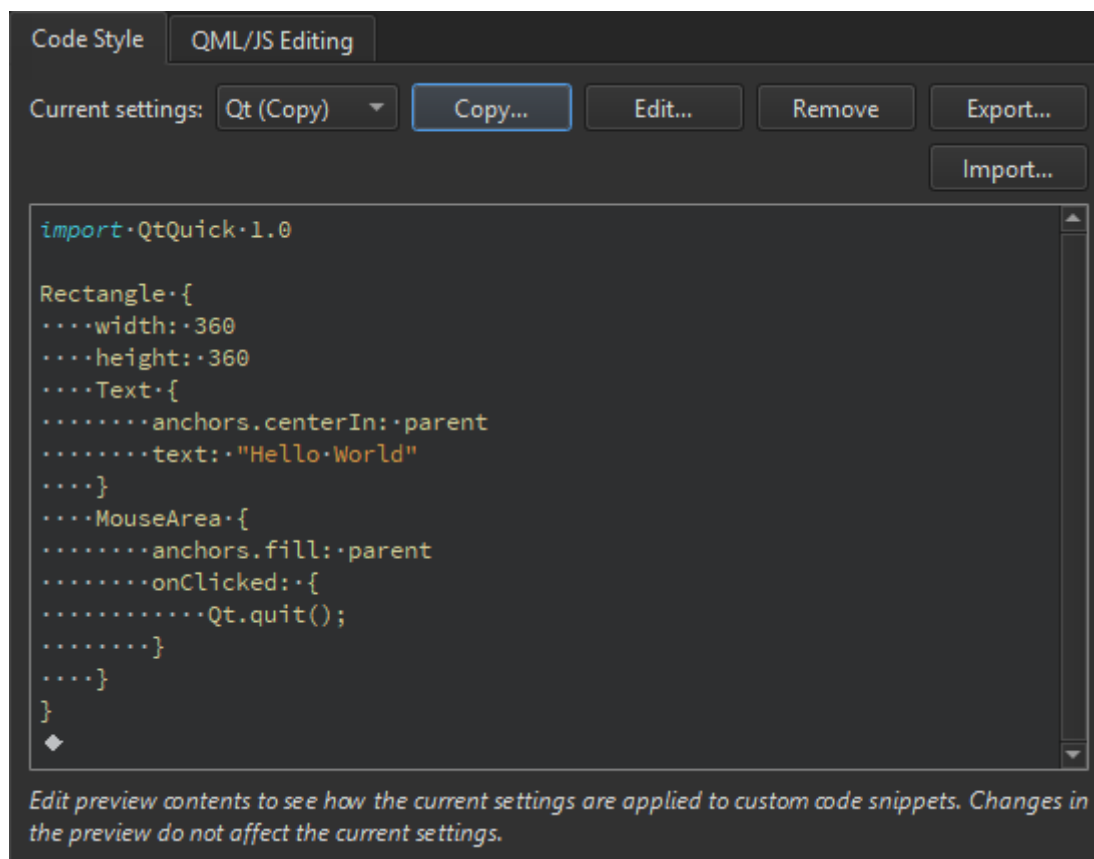 Code Style QML/JS Editing
Current settings: Qt (Copy) Copy... Edit... Remove Export...
Import...
import·QtQuick·1.0
Rectangle·{
····width:·360
····height:·360
····Text·{
········anchors.centerIn:·parent
········text:·"Hello·World"
····}
····MouseArea·{
········anchors.fill:·parent
········onClicked:·{
············Qt.quit();
········}
····}
}
Edit preview contents to see how the current settings are applied to custom code snippets. Changes in
the preview do not affect the current settings.